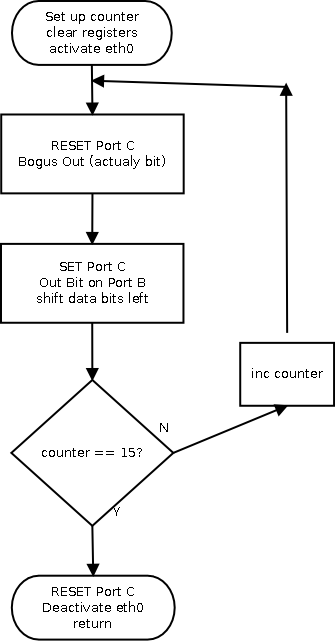 Set up counter
clear registers
activate eth0
RESET Port C
Bogus Out (actualy bit)
SET Port C
Out Bit on Port B
shift data bits left
inc counter
N
counter == 15?
Y
RESET Port C
Deactivate eth0
return